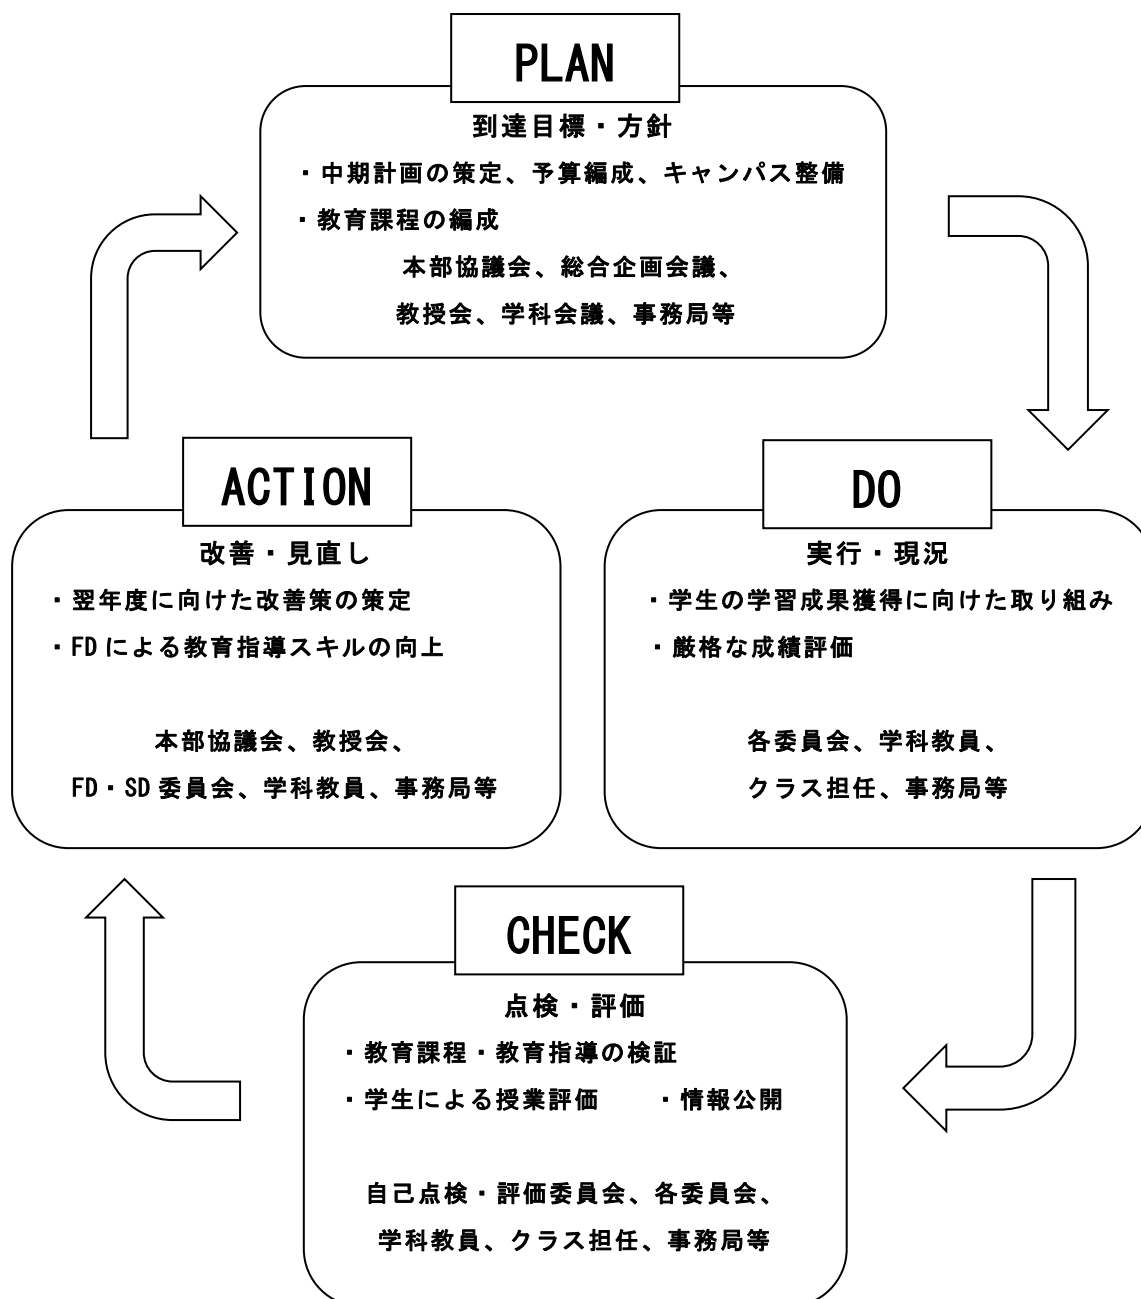 PLAN
到達目標・方針
・中期計画の策定、予算編成、キャンパス整備
・教育課程の編成
本部協議会、総合企画会議、
教授会、学科会議、事務局等
ACTION
改善・見直し
・翌年度に向けた改善策の策定
・FDによる教育指導スキルの向上
本部協議会、教授会、
FD・SD委員会、学科教員、事務局等
DO
実行・現況
・学生の学習成果獲得に向けた取り組み
・厳格な成績評価
各委員会、学科教員、
クラス担任、事務局等
CHECK
点検・評価
・教育課程・教育指導の検証
・学生による授業評価　　・情報公開
自己点検・評価委員会、各委員会、
学科教員、クラス担任、事務局等